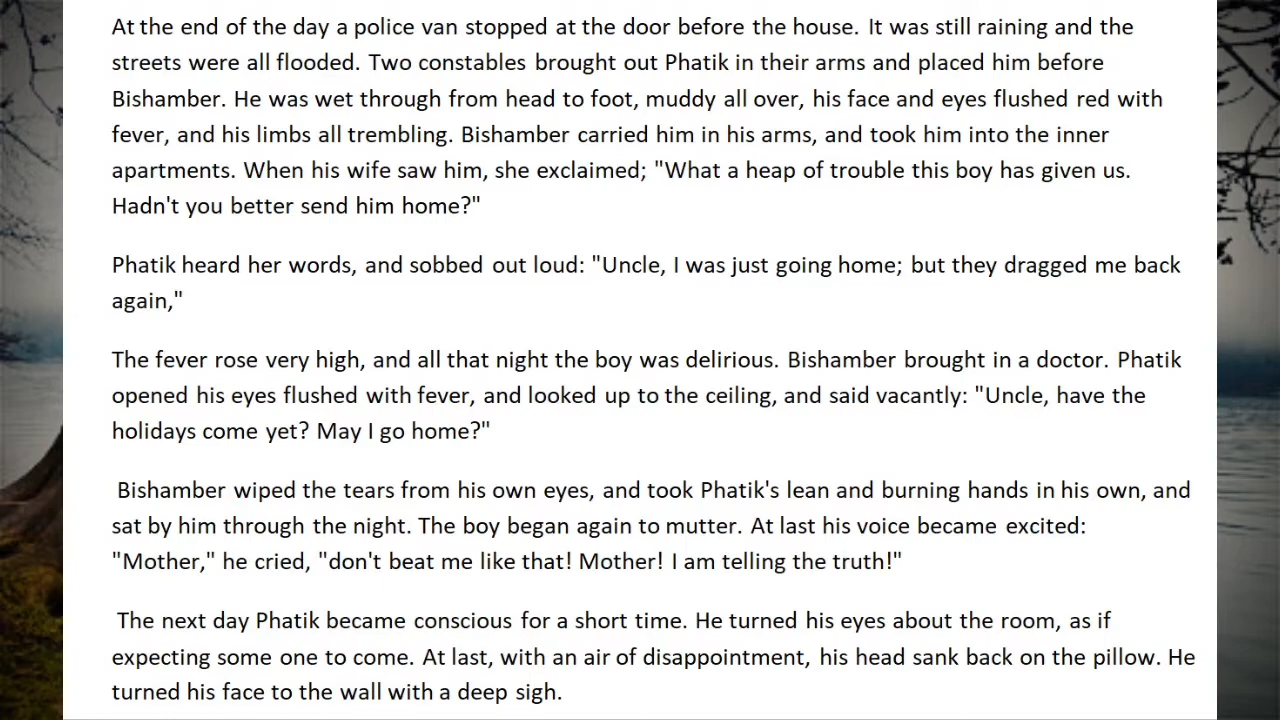 At the end of the day a police van stopped at the door before the house. It was still raining and the
streets were all flooded. Two constables brought out Phatik in their arms and placed him before
Bishamber. He was wet through from head to foot, muddy all over, his face and eyes flushed red with
fever, and his limbs all trembling. Bishamber carried him in his arms, and took him into the inner
apartments. When his wife saw him, she exclaimed; "What a heap of trouble this boy has given us.
Hadn't you better send him home?"
Phatik heard her words, and sobbed out loud: "Uncle, I was just going home; but they dragged me back
again,"
The fever rose very high, and all that night the boy was delirious. Bishamber brought in a doctor. Phatik
opened his eyes flushed with fever, and looked up to the ceiling, and said vacantly: "Uncle, have the
holidays come yet? May I go home?"
Bishamber wiped the tears from his own eyes, and took Phatik's lean and burning hands in his own, and
sat by him through the night. The boy began again to mutter. At last his voice became excited:
"Mother," he cried, "don't beat me like that! Mother! I am telling the truth!"
The next day Phatik became conscious for a short time. He turned his eyes about the room, as if
expecting some one to come. At last, with an air of disappointment, his head sank back on the pillow. He
turned his face to the wall with a deep sigh.